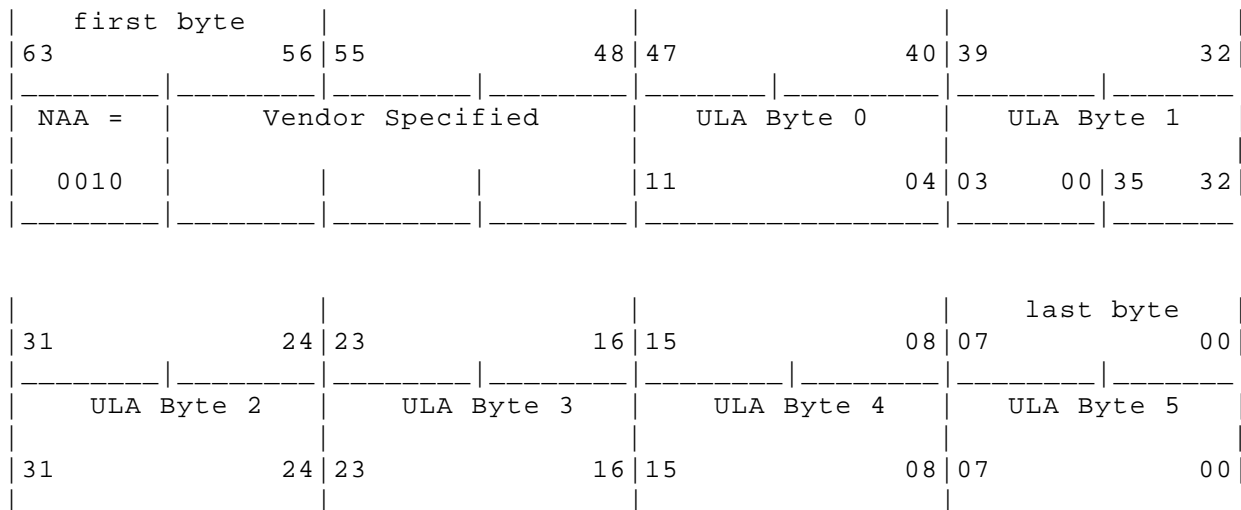 first byte
63 56 55 48 47 40 39 32
NAA = Vendor Specified ULA Byte 0 ULA Byte 1
0010 11 04 03 00 35 32
last byte
31 24 23 16 15 08 07 00
ULA Byte 2 ULA Byte 3 ULA Byte 4 ULA Byte 5
31 24 23 16 15 08 07 00